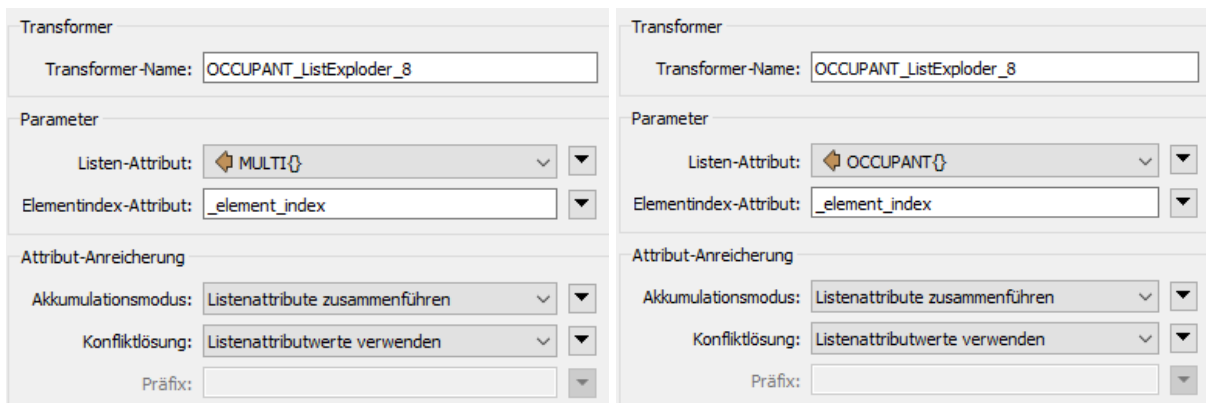 Transformer
Transformer-Name: OCCUPANT_ListExploder_8
Parameter
Listen-Attribut: MULTI{}
Elementindex-Attribut: _element_index
Attribut-Anreicherung
Akkumulationsmodus: Listenattribute zusammenführen
Konfliktlösung: Listenattributwerte verwenden
Präfix:
Transformer
Transformer-Name: OCCUPANT_ListExploder_8
Parameter
Listen-Attribut: OCCUPANT{}
Elementindex-Attribut: _element_index
Attribut-Anreicherung
Akkumulationsmodus: Listenattribute zusammenführen
Konfliktlösung: Listenattributwerte verwenden
Präfix: